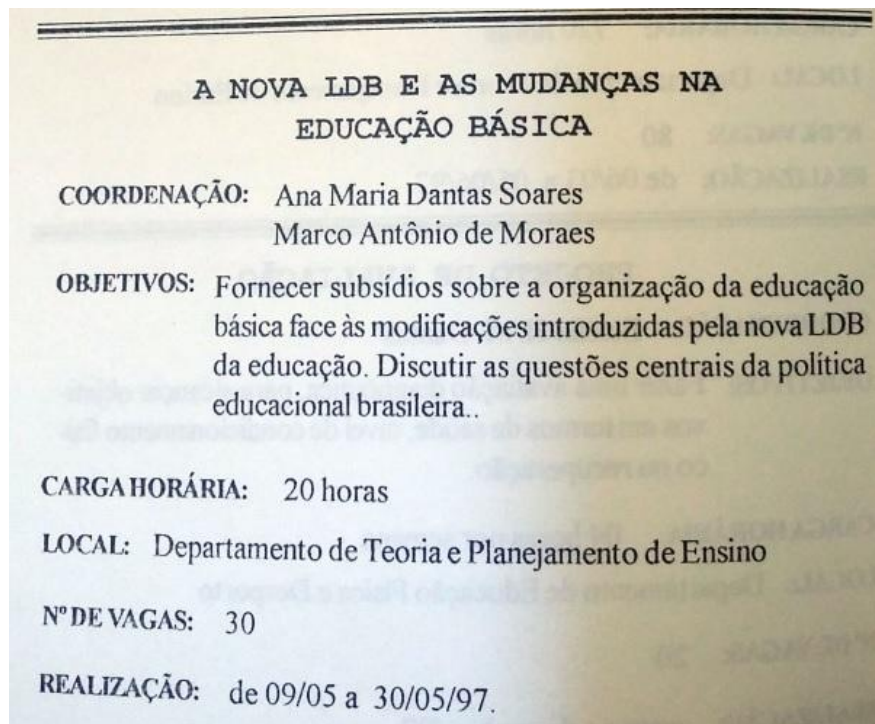 A NOVA LDB E AS MUDANÇAS NA
EDUCAÇÃO BÁSICA
COORDENAÇÃO: Ana Maria Dantas Soares
Marco Antônio de Moraes
OBJETIVOS: Fornecer subsídios sobre a organização da educação
básica face às modificações introduzidas pela nova LDB
da educação. Discutir as questões centrais da política
educacional brasileira..
CARGA HORÁRIA: 20 horas
LOCAL: Departamento de Teoria e Planejamento de Ensino
Nº DE VAGAS: 30
REALIZAÇÃO: de 09/05 a 30/05/97.